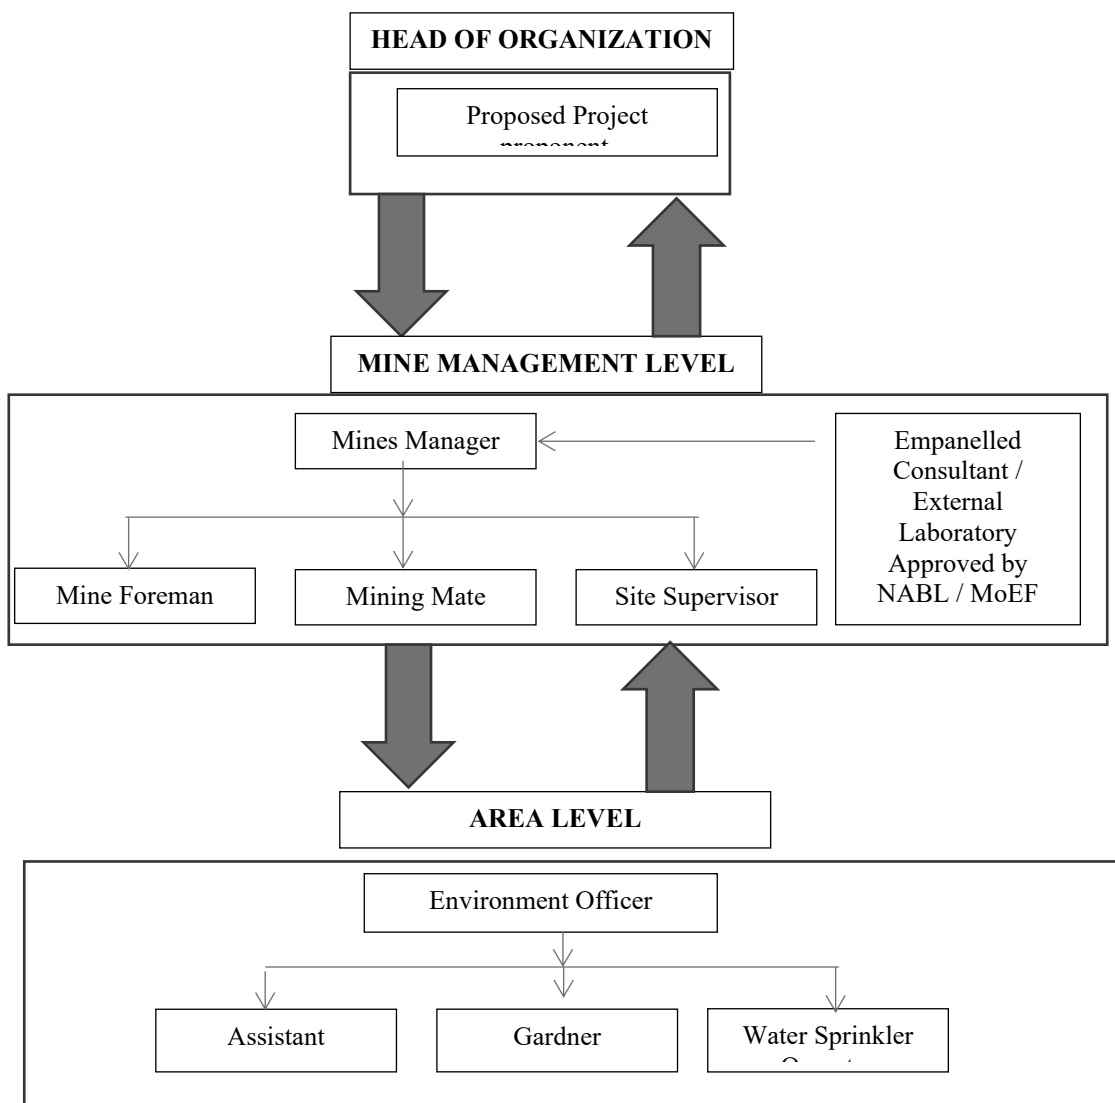 HEAD OF ORGANIZATION
Proposed Project
proponent
MINE MANAGEMENT LEVEL
Mines Manager
Empanelled
Consultant /
External
Laboratory
Approved by
NABL / MoEF
Mine Foreman
Mining Mate
Site Supervisor
AREA LEVEL
Environment Officer
Assistant
Gardner
Water Sprinkler